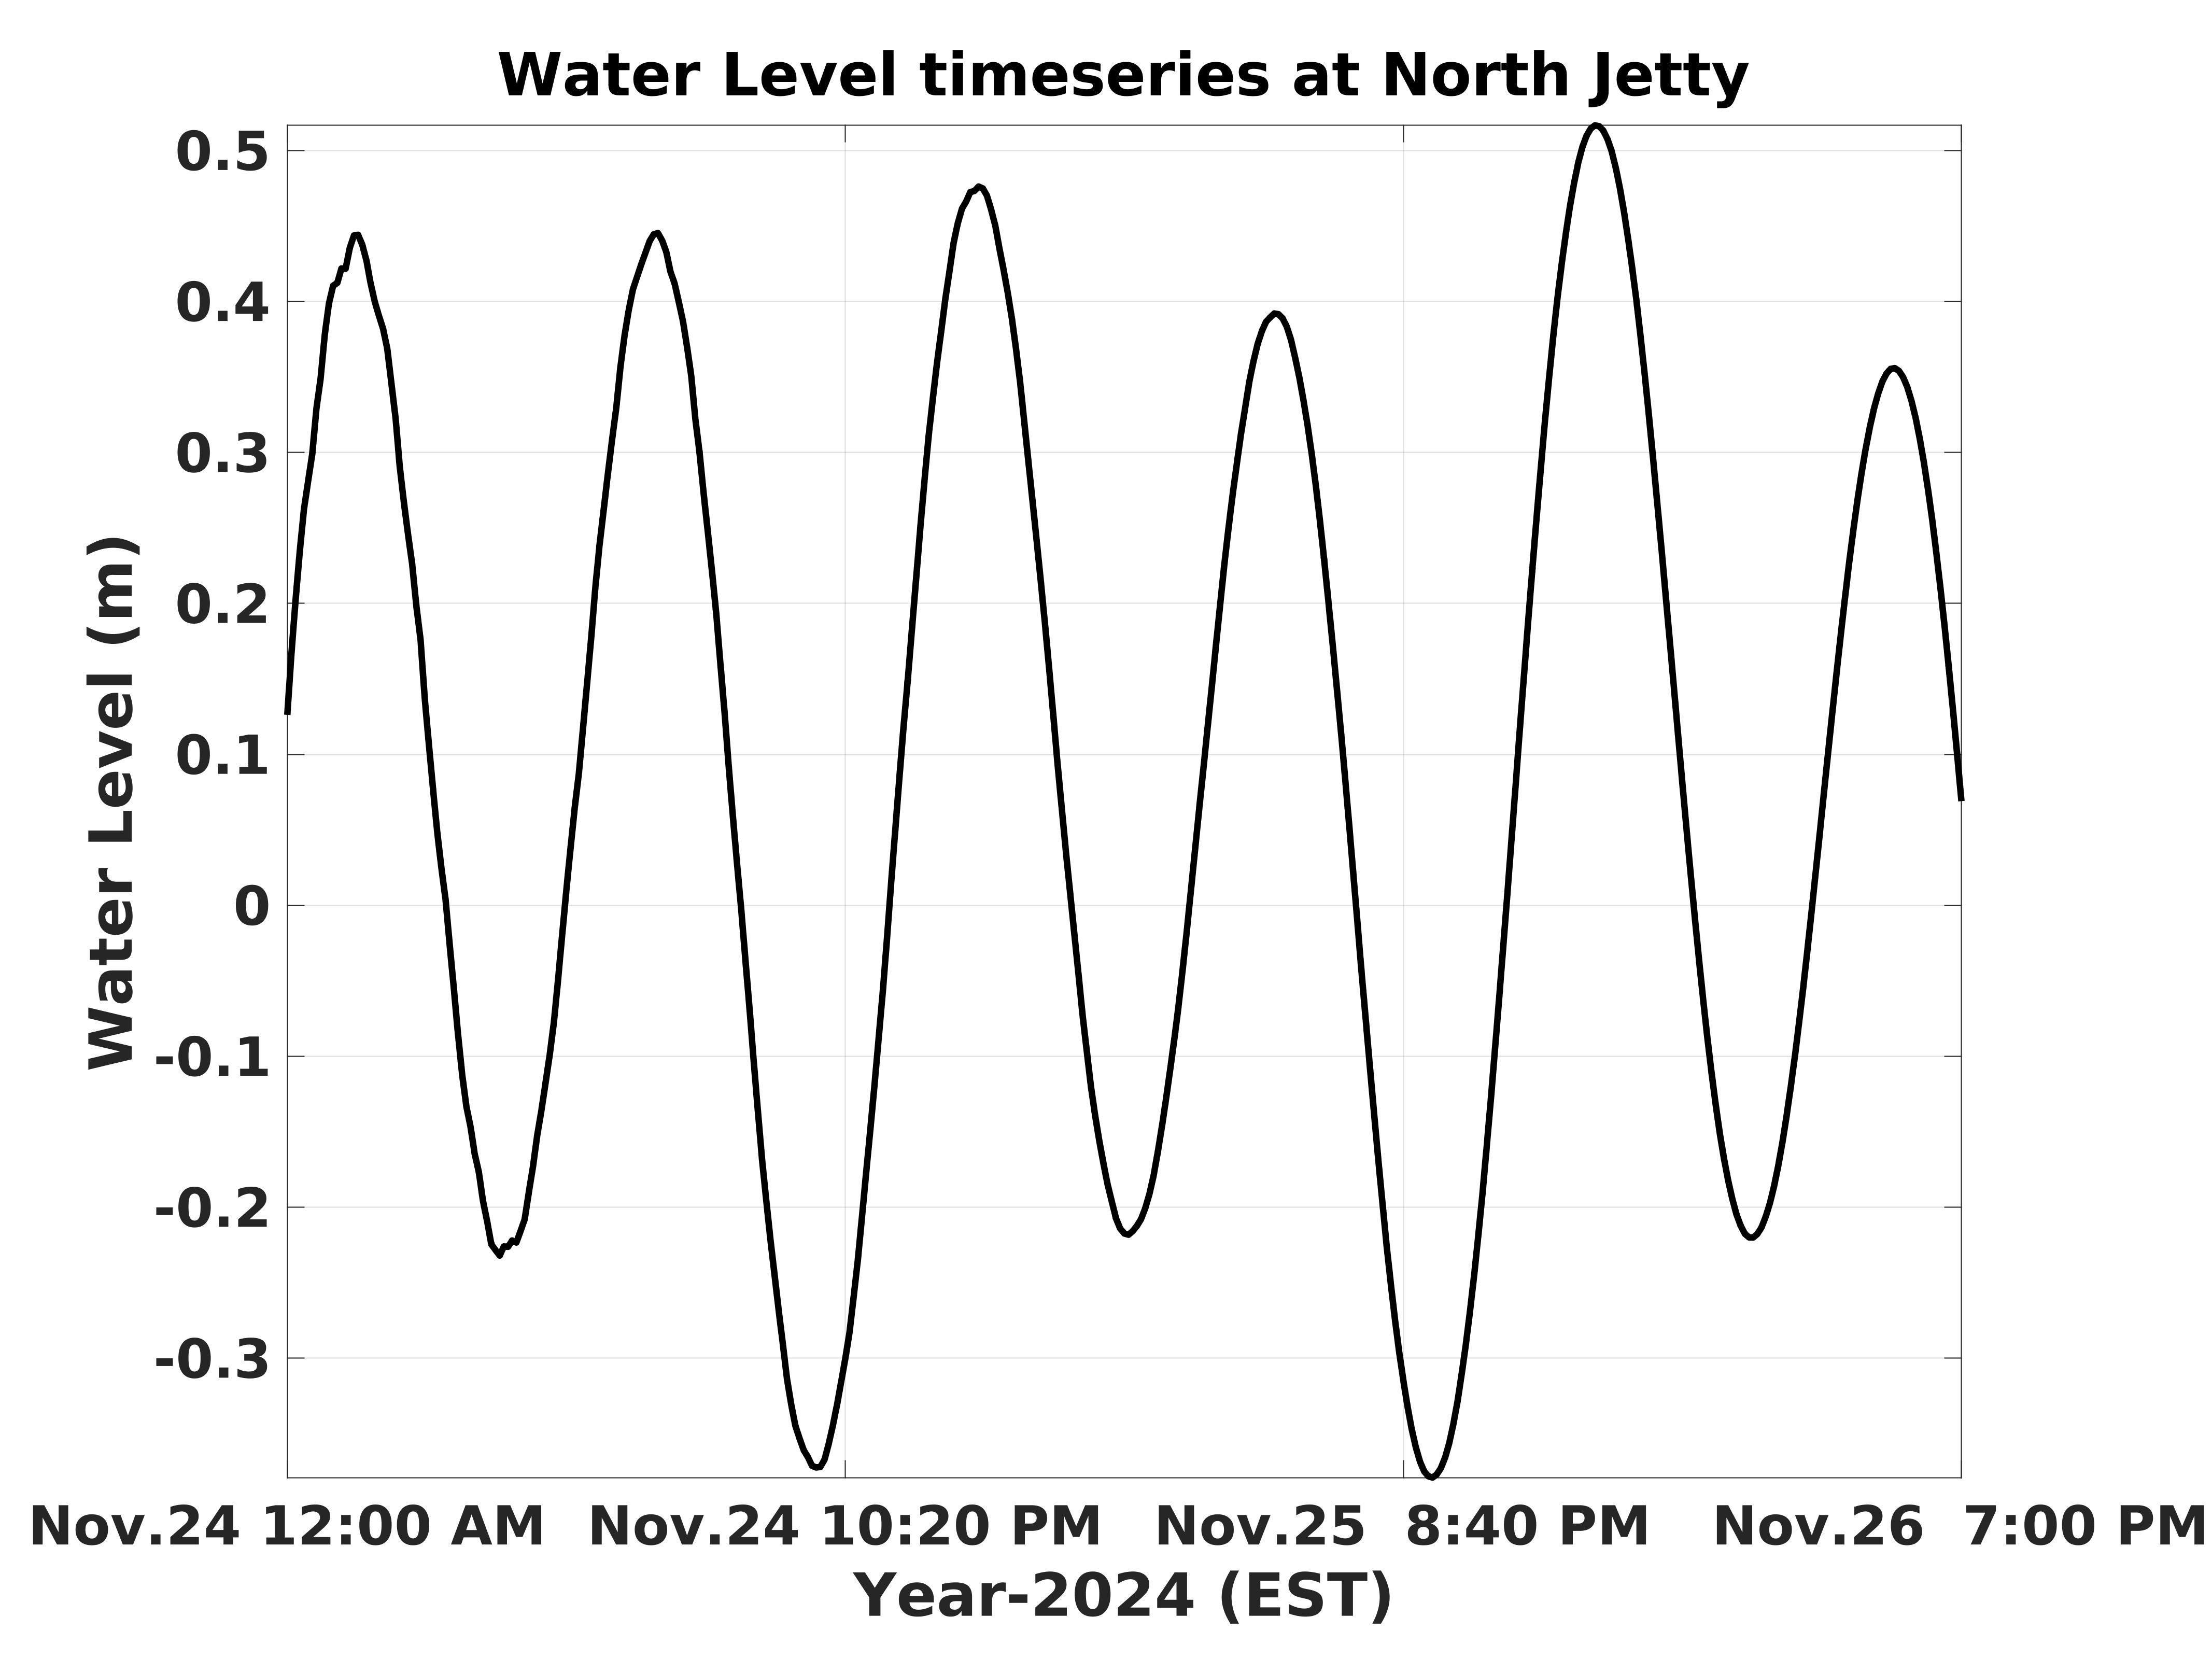 Water Level timeseries at North Jetty
Water Level (m)
0.5
0.4
0.3
0.2
0.1
0
-0.1
-0.2
-0.3
Nov.24 12:00 AM Nov.24 10:20 PM Nov.25 8:40 PM Nov.26 7:00 PM
Year-2024 (EST)